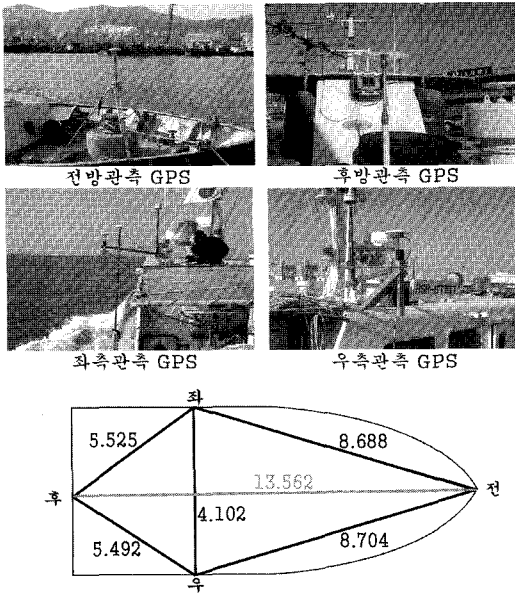 전방관측 GPS
후방관측 GPS
좌측관측 GPS
우측관측 GPS
좌
5.525
8.688
후
13.562
전
4.102
5.492
8.704
우